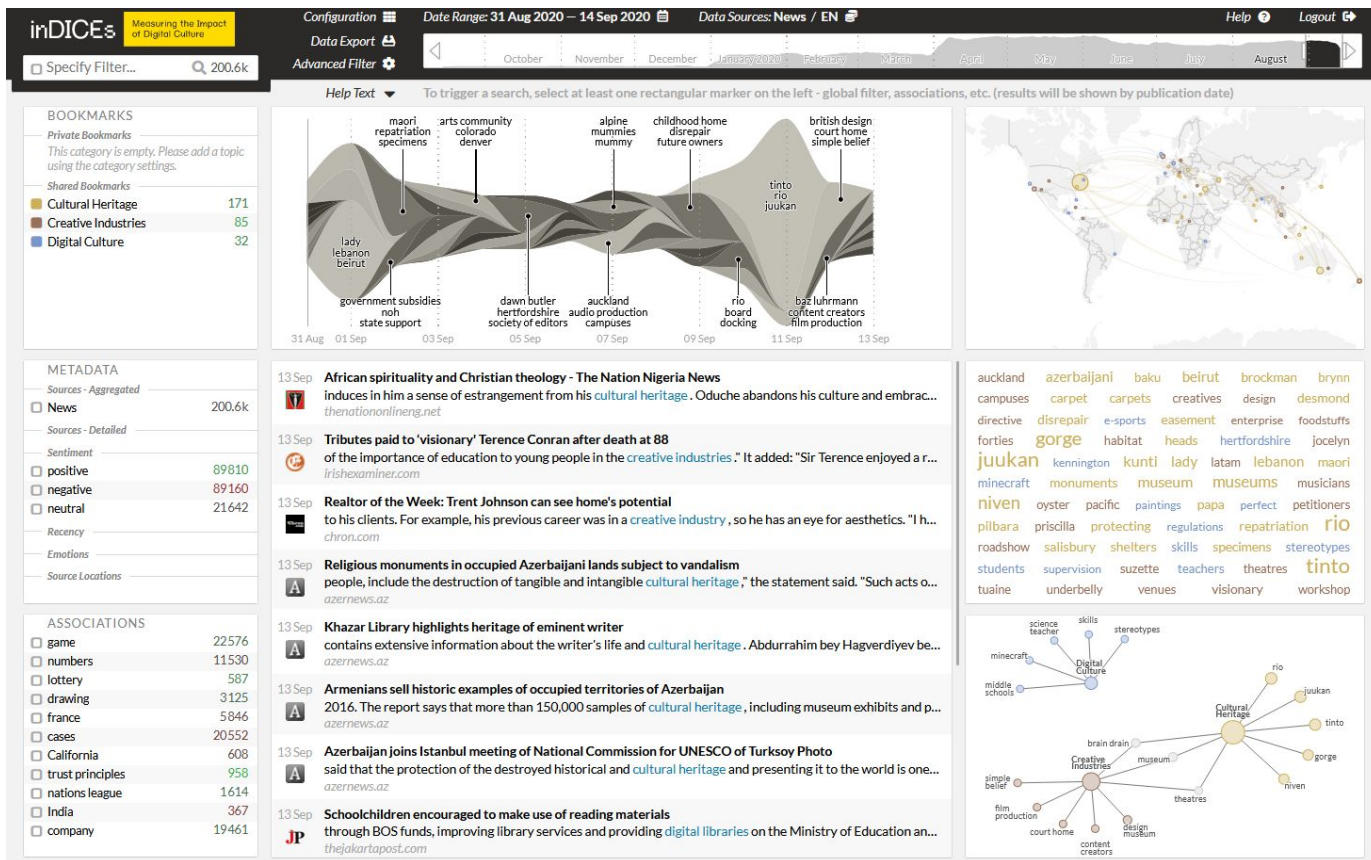 inDICEs
Measuring the Impact
of Digital Culture
Configuration
Data Export
Advanced Filter
Date Range: 31 Aug 2020 — 14 Sep 2020
Data Sources: News / EN
Help
Logout
Specify Filter...
200.6k
October November December January 2020 February March April May June July August
Help Text
To trigger a search, select at least one rectangular marker on the left - global filter, associations, etc. (results will be shown by publication date)
BOOKMARKS
Private Bookmarks
This category is empty. Please add a topic
using the category settings.
Shared Bookmarks
Cultural Heritage 171
Creative Industries 85
Digital Culture 32
maori
repatriation
specimens
arts community
colorado
denver
alpine
mummies
mummy
childhood home
disrepair
future owners
british design
court home
simple belief
tinto
rio
juukan
lady
lebanon
beirut
government subsidies
noh
state support
dawn butler
hertfordshire
society of editors
auckland
audio production
campuses
rio
board
docking
baz luhrmann
content creators
film production
31 Aug 01 Sep 03 Sep 05 Sep 07 Sep 09 Sep 11 Sep 13 Sep
METADATA
Sources - Aggregated
News 200.6k
Sources - Detailed
Sentiment
positive 89810
negative 89160
neutral 21642
Recency
Emotions
Source Locations
ASSOCIATIONS
game 22576
numbers 11530
lottery 587
drawing 3125
france 5846
cases 20552
California 608
trust principles 958
nations league 1614
India 367
company 19461
13 Sep African spirituality and Christian theology - The Nation Nigeria News
induces in him a sense of estrangement from his cultural heritage . Oduche abandons his culture and embrac...
thenationonlineng.net
13 Sep Tributes paid to 'visionary' Terence Conran after death at 88
of the importance of education to young people in the creative industries ." It added: "Sir Terence enjoyed a r...
irishexaminer.com
13 Sep Realtor of the Week: Trent Johnson can see home's potential
to his clients. For example, his previous career was in a creative industry , so he has an eye for aesthetics. "I h...
chron.com
13 Sep Religious monuments in occupied Azerbaijani lands subject to vandalism
A people, include the destruction of tangible and intangible cultural heritage ," the statement said. "Such acts o...
azernews.az
13 Sep Khazar Library highlights heritage of eminent writer
A contains extensive information about the writer's life and cultural heritage . Abdurrahim bey Hagverdiyev be...
azernews.az
13 Sep Armenians sell historic examples of occupied territories of Azerbaijan
A 2016. The report says that more than 150,000 samples of cultural heritage , including museum exhibits and p...
azernews.az
13 Sep Azerbaijan joins Istanbul meeting of National Commission for UNESCO of Turksoy Photo
A said that the protection of the destroyed historical and cultural heritage and presenting it to the world is one...
azernews.az
13 Sep Schoolchildren encouraged to make use of reading materials
JP through BOS funds, improving library services and providing digital libraries on the Ministry of Education an...
thejakartapost.com
auckland azerbaijani baku beirut brockman brynn
campuses carpet carpets creatives design desmond
directive disrepair e-sports easement enterprise foodstuffs
forties gorge habitat heads hertfordshire jocelyn
juukan kennington kunti lady latam lebanon maori
minecraft monuments museum museums musicians
niven oyster pacific paintings papa perfect petitioners
pilbara priscilla protecting regulations repatriation rio
roadshow salisbury shelters skills specimens stereotypes
students supervision suzette teachers theatres tinto
tuaine underbelly venues visionary workshop
science
teacher
skills
stereotypes
minecraft
Digital
Culture
middle
schools
rio
juukan
Cultural
Heritage
tinto
brain drain
museum
gorge
Creative
Industries
simple
belief
niven
theatres
film
production
court home
design
museum
content
creators